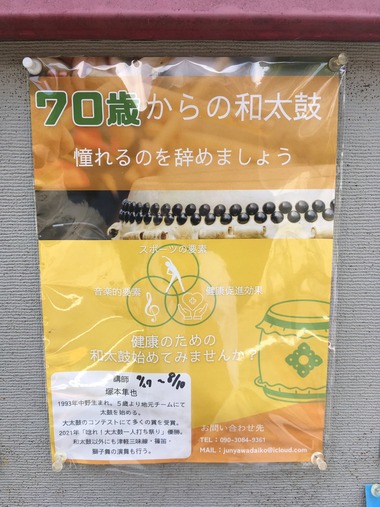 70歳からの和太鼓
憧れるのを辞めましょう
スポーツの要素
音楽的要素
健康促進効果
健康のための
和太鼓始めてみませんか？
講師
塚本隼也
1993年中野生まれ。5歳より地元チームにて
太鼓を始める。
大太鼓のコンテストにて多くの賞を受賞。
2021年「唸れ！大太鼓一人打ち祭り」優勝。
和太鼓以外にも津軽三味線・篠笛・
獅子舞の演舞も行う。
お問い合わせ先
TEL：090-3084-9361
MAIL：junyawadaiko@icloud.com